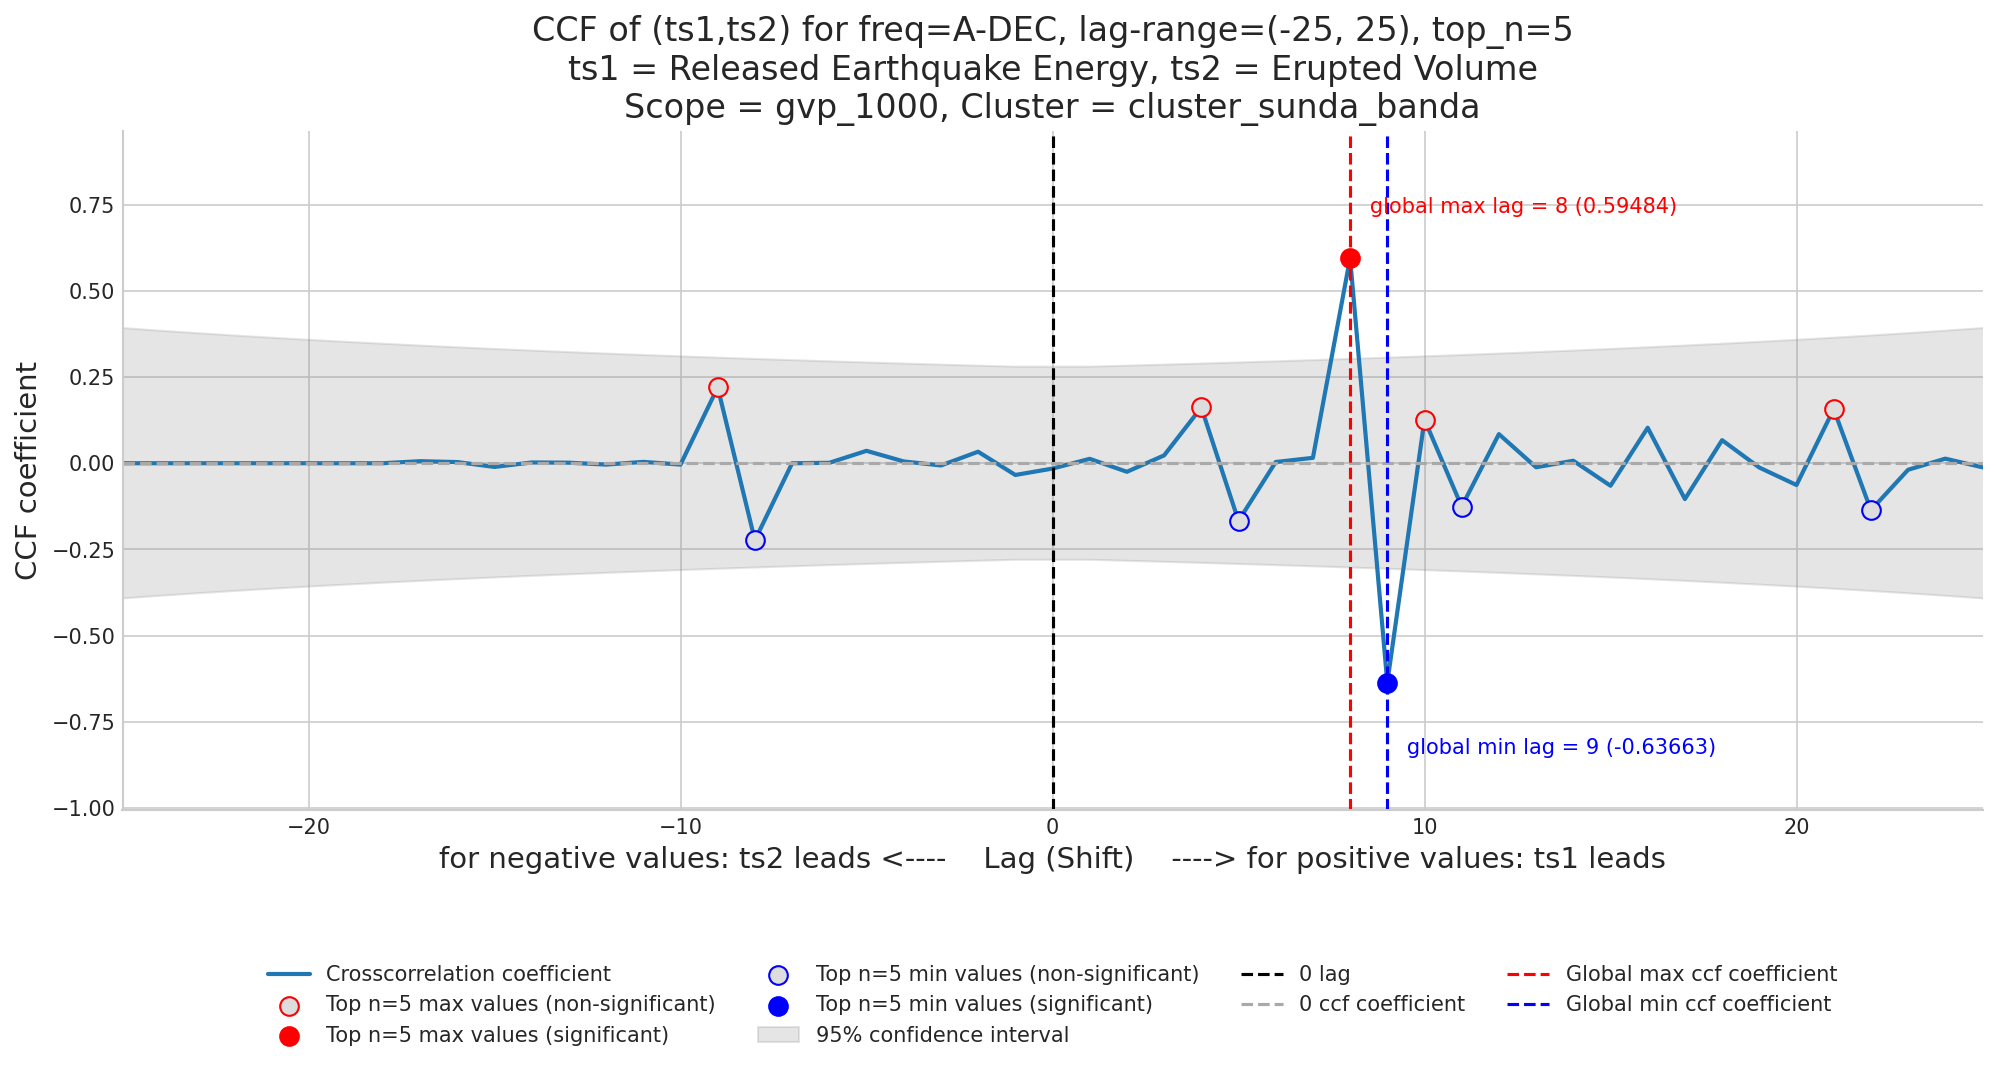 CCF of (ts1,ts2) for freq=A-DEC, lag-range=(-25, 25), top_n=5
ts1 = Released Earthquake Energy, ts2 = Erupted Volume
Scope = gvp_1000, Cluster = cluster_sunda_banda
CCF coefficient
0.75
0.50
0.25
0.00
−0.25
−0.50
−0.75
−1.00
global max lag = 8 (0.59484)
global min lag = 9 (-0.63663)
−20
−10
0
10
20
for negative values: ts2 leads <---- Lag (Shift) ----> for positive values: ts1 leads
Crosscorrelation coefficient
Top n=5 max values (non-significant)
Top n=5 max values (significant)
Top n=5 min values (non-significant)
Top n=5 min values (significant)
95% confidence interval
0 lag
0 ccf coefficient
Global max ccf coefficient
Global min ccf coefficient